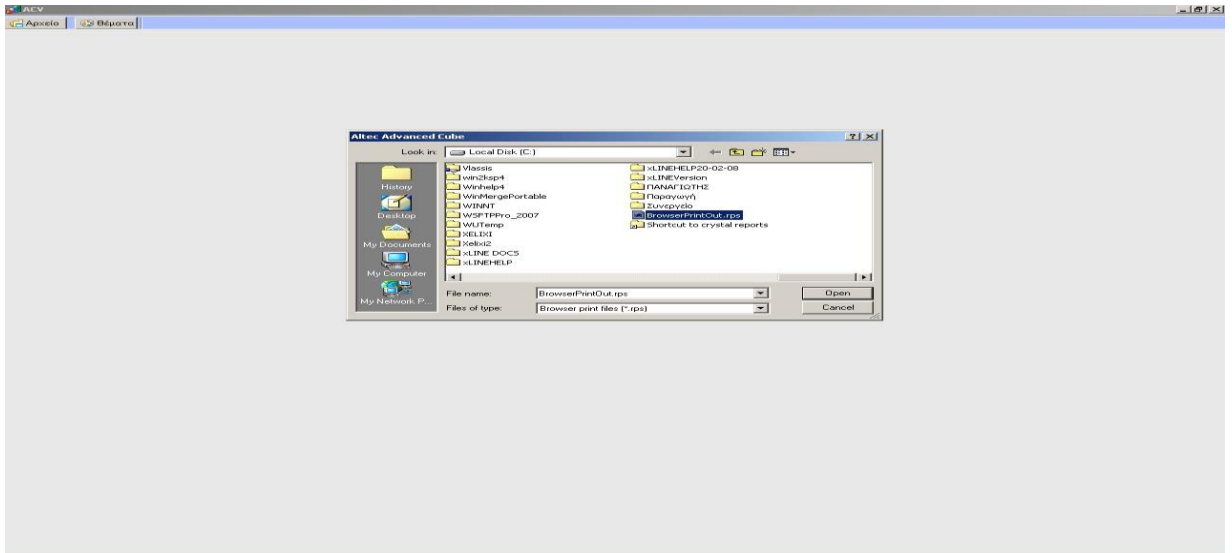 ACV
Αρχείο Θέματα
Altec Advanced Cube
Look in: Local Disk (C:)
History
Desktop
My Documents
My Computer
My Network P...
Vlassis
win2ksp4
Winhelp4
WinMergePortable
WINNT
WSFTPPro_2007
WUTemp
XELIXI
Xelixi2
xLINE DOCS
xLINEHELP
xLINEHELP20-02-08
xLINEVersion
ΠΑΝΑΓΙΩΤΗΣ
Παραγωγή
Συνεργείο
BrowserPrintOut.rps
Shortcut to crystal reports
File name: BrowserPrintOut.rps Open
Files of type: Browser print files (*.rps) Cancel